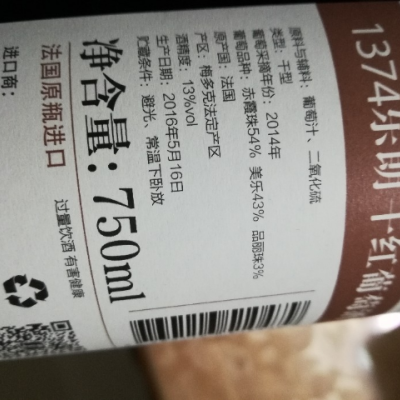 1374乐朗干红葡萄
原料与辅料：葡萄汁、二氧化硫
类型：干型
葡萄采摘年份：2014年
葡萄品种：赤霞珠54% 美乐43% 品丽珠3%
原产国：法国
产区：梅多克法定产区
酒精度：13%vol
生产日期：2016年5月16日
贮藏条件：避光、常温下卧放
净含量：750ml
法国原瓶进口
过量饮酒 有害健康
进口商：